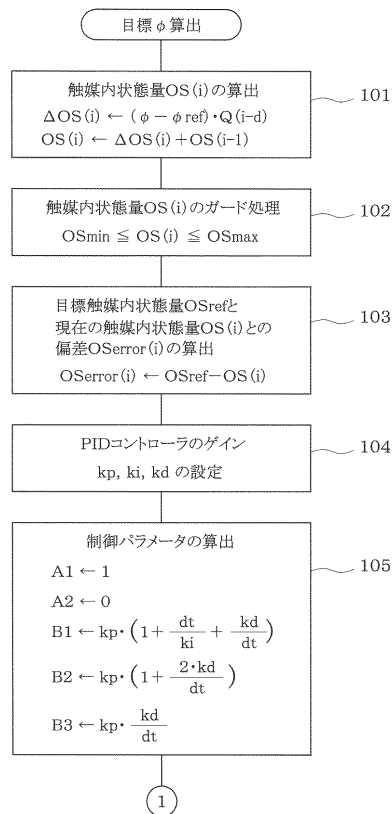 目標φ算出
触媒内状態量OS(i)の算出
ΔOS(i) ← (φ−φref)・Q(i-d)
OS(i) ← ΔOS(i)+OS(i-1)
101
触媒内状態量OS(i)のガード処理
OSmin ≦ OS(i) ≦ OSmax
102
目標触媒内状態量OSrefと
現在の触媒内状態量OS(i)との
偏差OSerror(i)の算出
OSerror(i) ← OSref−OS(i)
103
PIDコントローラのゲイン
kp, ki, kd の設定
104
制御パラメータの算出
105
A1 ← 1
A2 ← 0
B1 ← kp・(1+ dt/ki + kd/dt)
B2 ← kp・(1+ 2・kd/dt)
B3 ← kp・ kd/dt
1